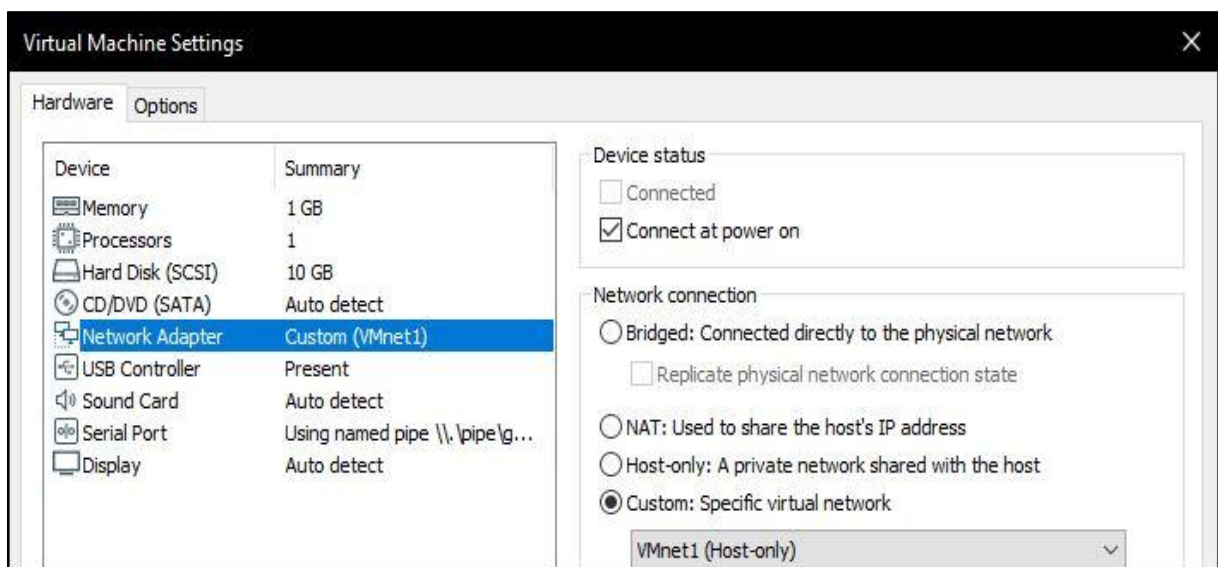 Virtual Machine Settings
Hardware Options
Device Summary
Memory 1 GB
Processors 1
Hard Disk (SCSI) 10 GB
CD/DVD (SATA) Auto detect
Network Adapter Custom (VMnet1)
USB Controller Present
Sound Card Auto detect
Serial Port Using named pipe \\.\pipe\g...
Display Auto detect
Device status
Connected
Connect at power on
Network connection
Bridged: Connected directly to the physical network
Replicate physical network connection state
NAT: Used to share the host's IP address
Host-only: A private network shared with the host
Custom: Specific virtual network
VMnet1 (Host-only)